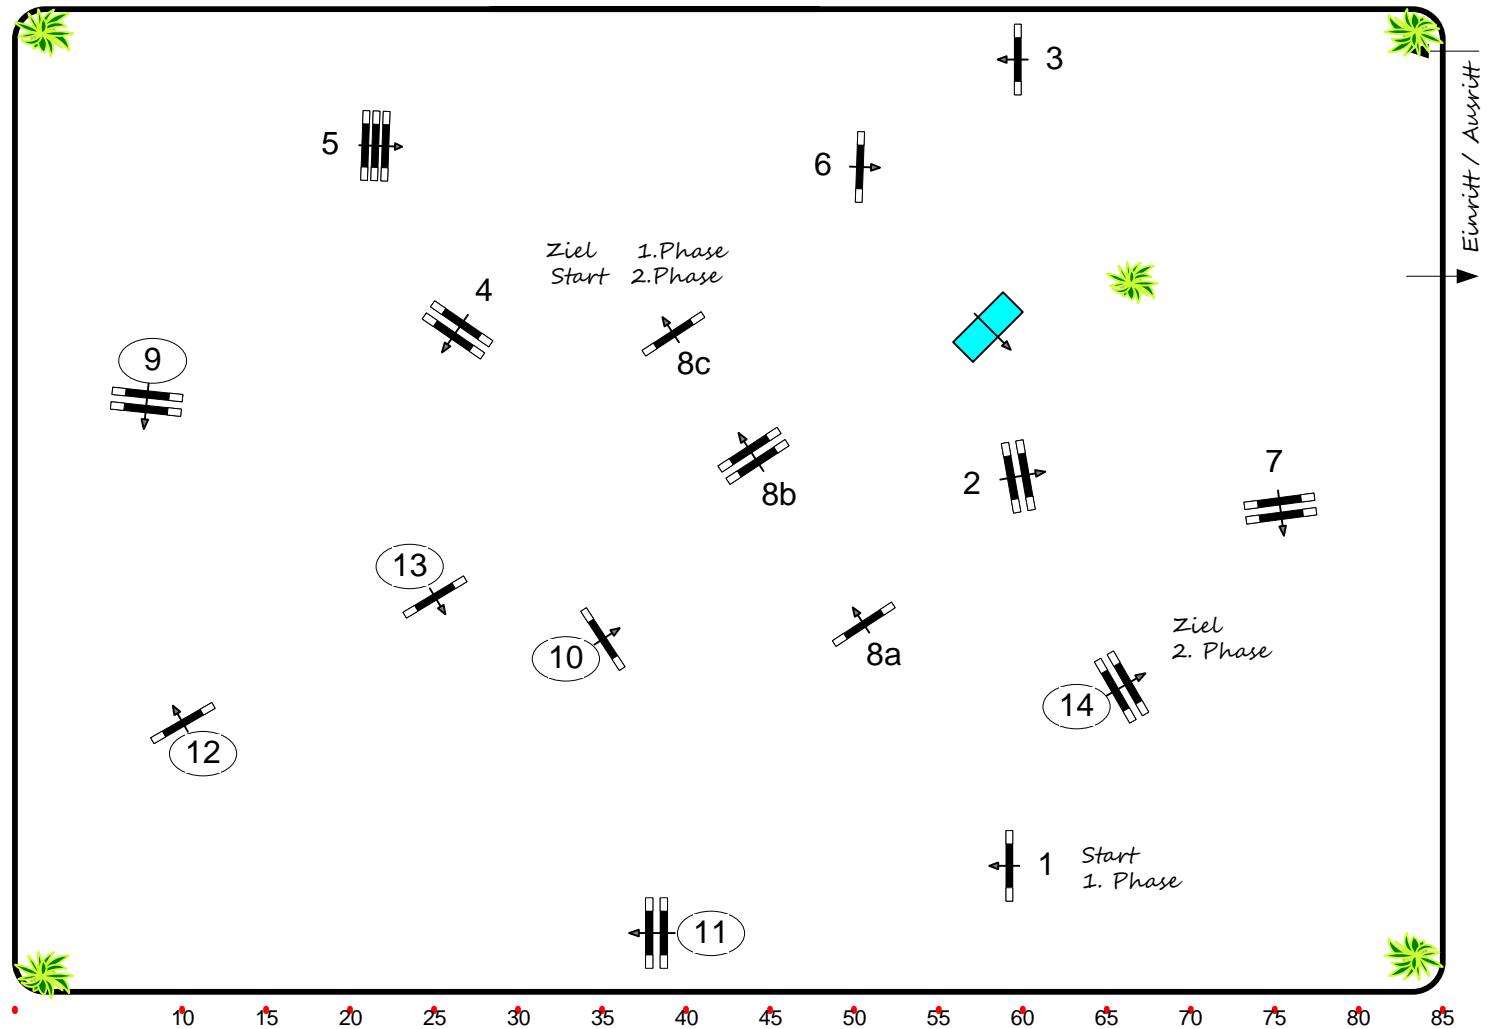 3
5
6
Einritt / Ausritt
Ziel 1.Phase
Start 2.Phase
4
9
8c
8b
2
7
13
10
8a
Ziel
2. Phase
14
12
1
Start
1. Phase
11
10 15 20 25 30 35 40 45 50 55 60 65 70 75 80 85